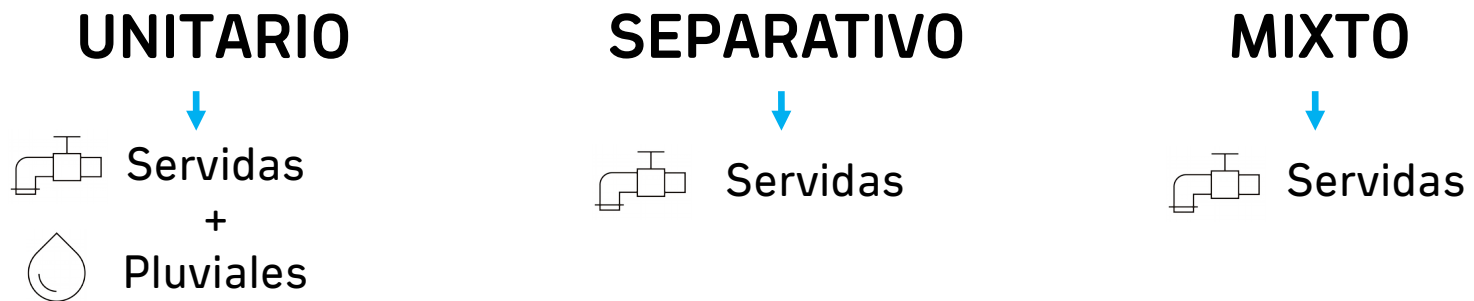 UNITARIO
Servidas
+
Pluviales
SEPARATIVO
Servidas
MIXTO
Servidas